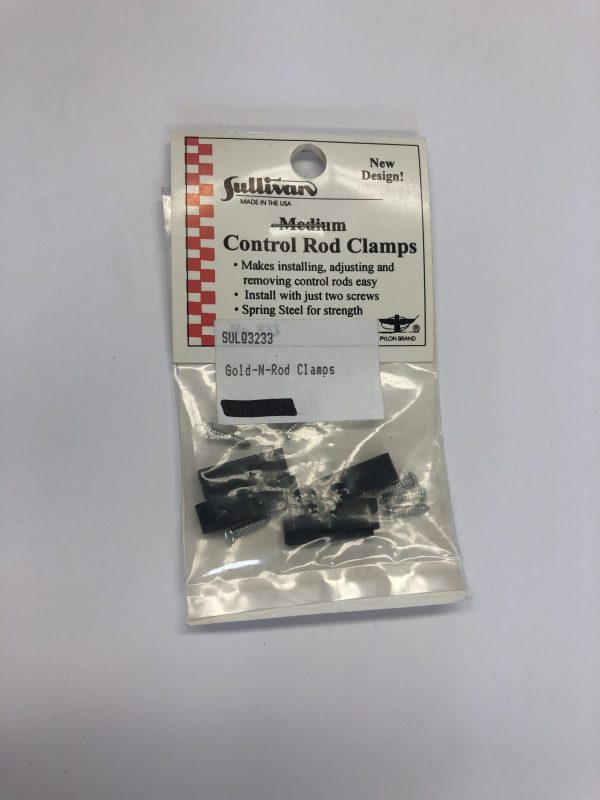 Sullivan
MADE IN THE USA
New
Design!
Medium
Control Rod Clamps
• Makes installing, adjusting and
removing control rods easy
• Install with just two screws
• Spring Steel for strength
®
PYLON BRAND
SUL03233
Gold-N-Rod Clamps